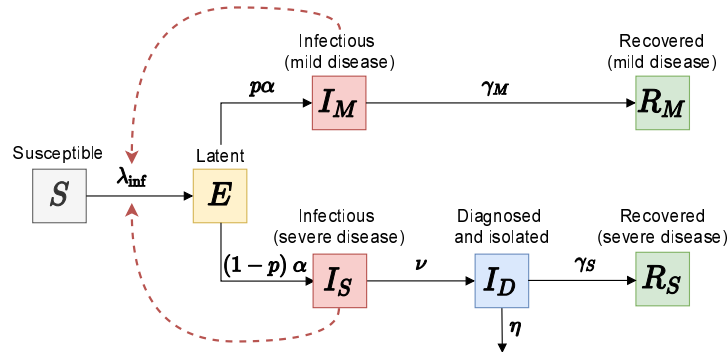 Infectious
(mild disease)
Recovered
(mild disease)
pα
I_M
γ_M
R_M
Susceptible
Latent
λ_inf
S
E
Infectious
(severe disease)
Diagnosed
and isolated
Recovered
(severe disease)
(1 − p) α
I_S
ν
I_D
γ_S
R_S
η